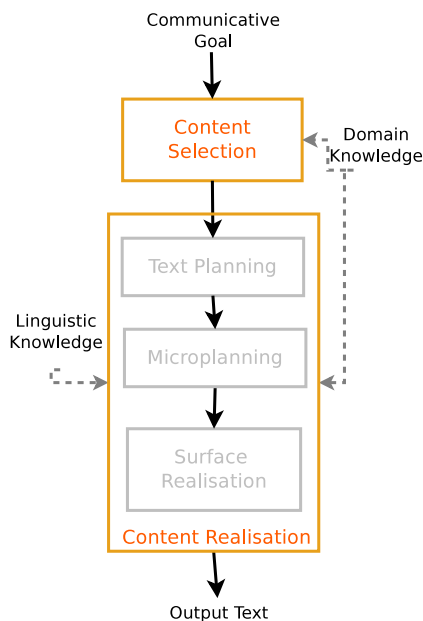 Communicative
Goal
Content
Selection
Domain
Knowledge
Text Planning
Linguistic
Knowledge
Microplanning
Surface
Realisation
Content Realisation
Output Text